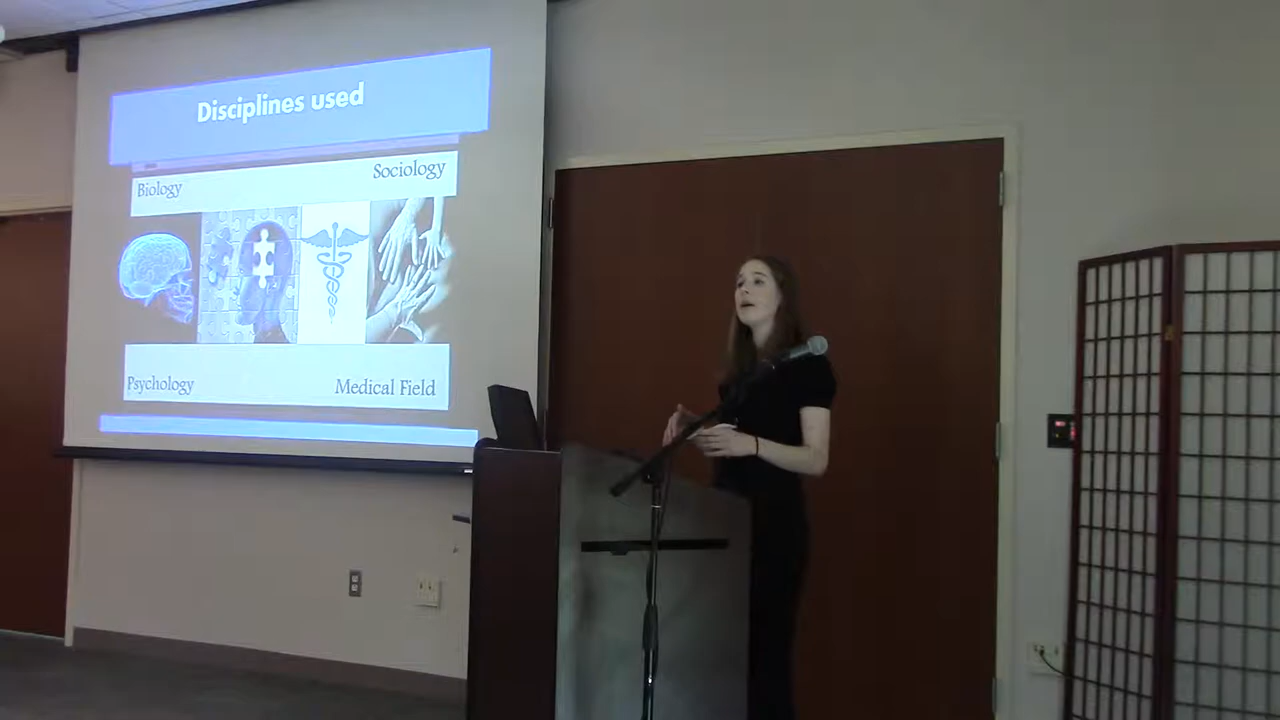 Disciplines used
Biology
Sociology
Psychology
Medical Field